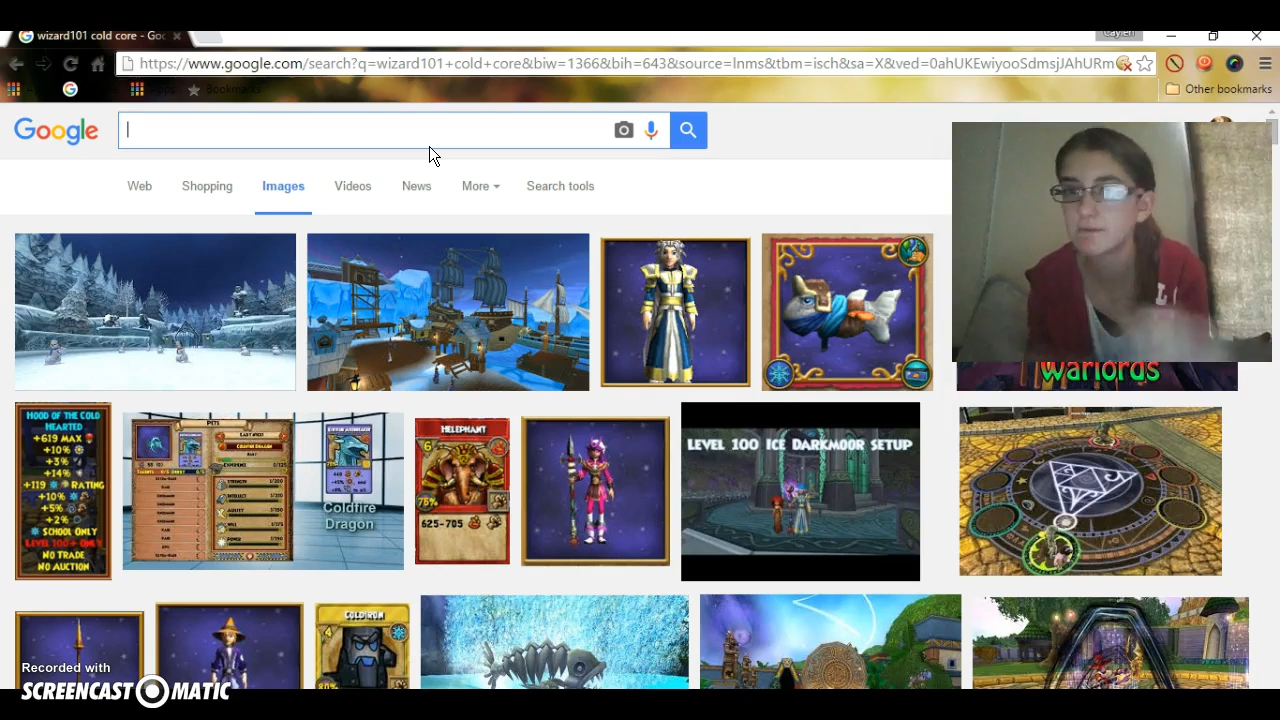 wizard101 cold core - Goo
https://www.google.com/search?q=wizard101+cold+core&biw=1366&bih=643&source=lnms&tbm=isch&sa=X&ved=0ahUKEwiyooSdmsjJAhURm
Bookmarks
Other bookmarks
Google
Web Shopping Images Videos News More Search tools
Warlords
HOOD OF THE COLD
HEARTED
+619 MAX
+10%
+3%
+14%
+119 RATING
+10%
+5%
+2%
SCHOOL ONLY
LEVEL 100+ ONLY
NO TRADE
NO AUCTION
PETS
Coldfire
Dragon
HELEPHANT
6
75%
625-705
LEVEL 100 ICE DARKMOOR SETUP
COLDIRON
4
80%
Recorded with
SCREENCAST MATIC